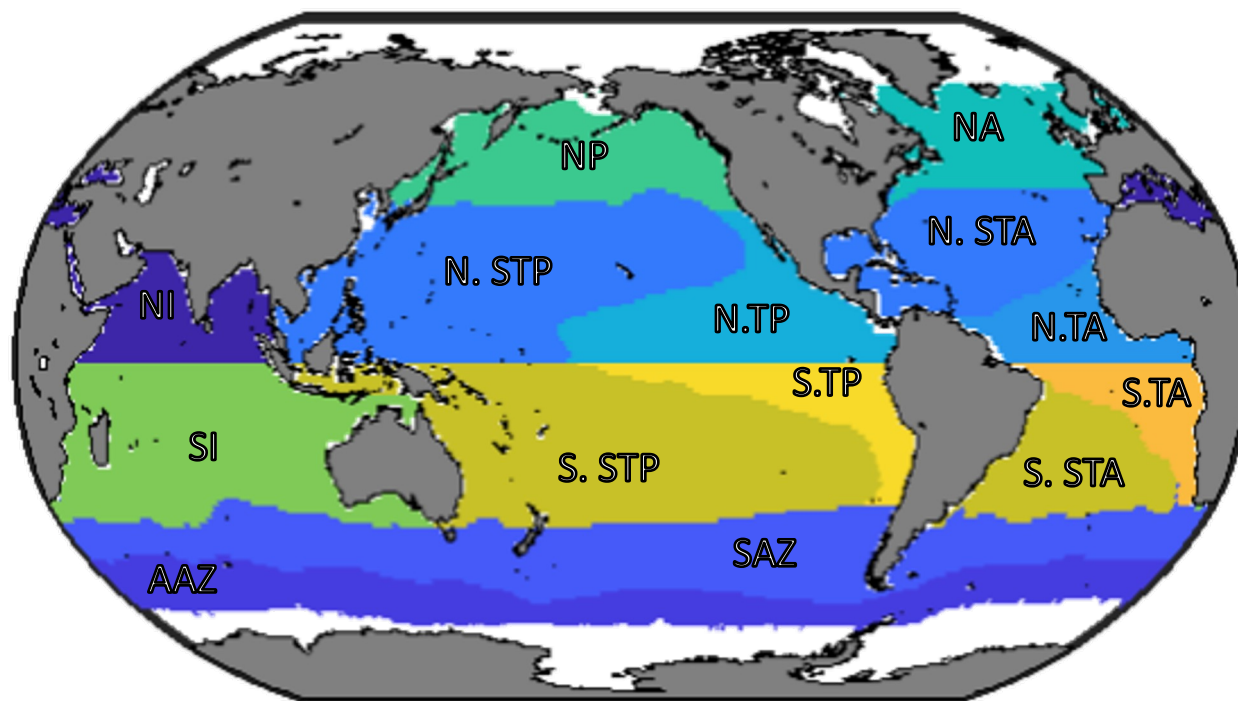 NA
NP
N. STA
N. STP
NI
N.TP
N.TA
S.TP
S.TA
SI
S. STP
S. STA
SAZ
AAZ